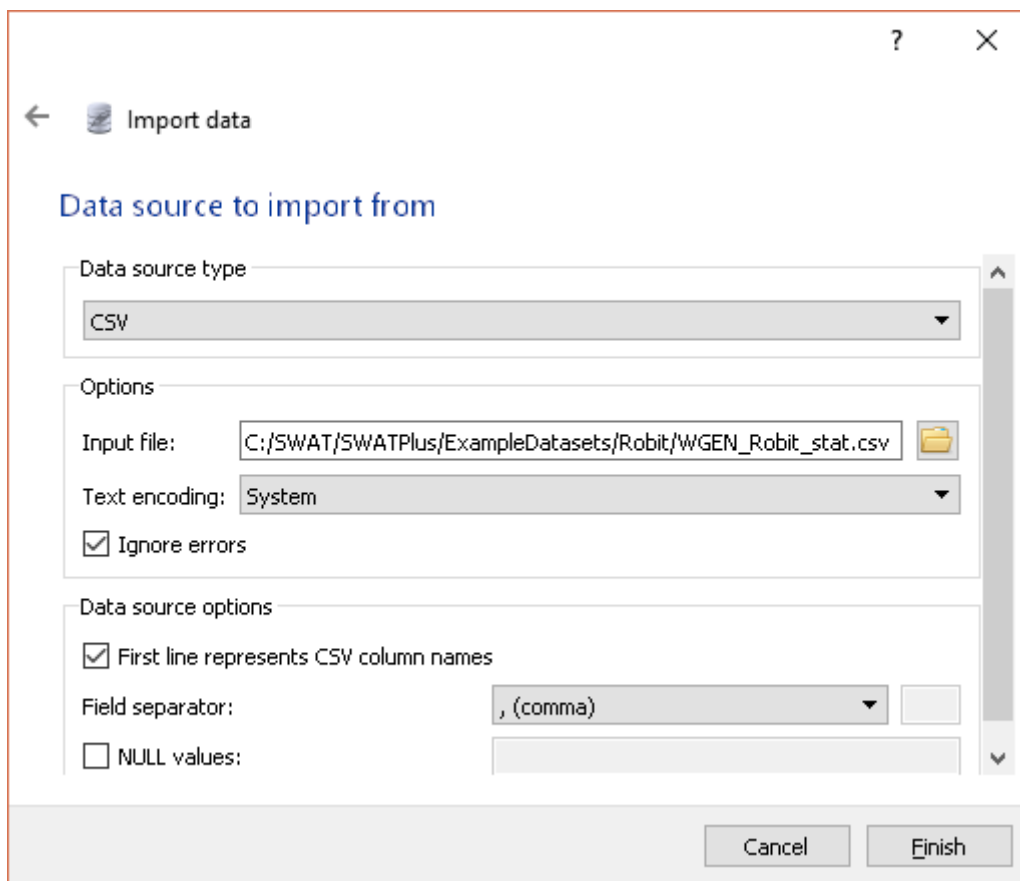 ?
Import data
Data source to import from
Data source type
CSV
Options
Input file: C:/SWAT/SWATPlus/ExampleDatasets/Robit/WGEN_Robit_stat.csv
Text encoding: System
Ignore errors
Data source options
First line represents CSV column names
Field separator: , (comma)
NULL values:
Cancel Finish